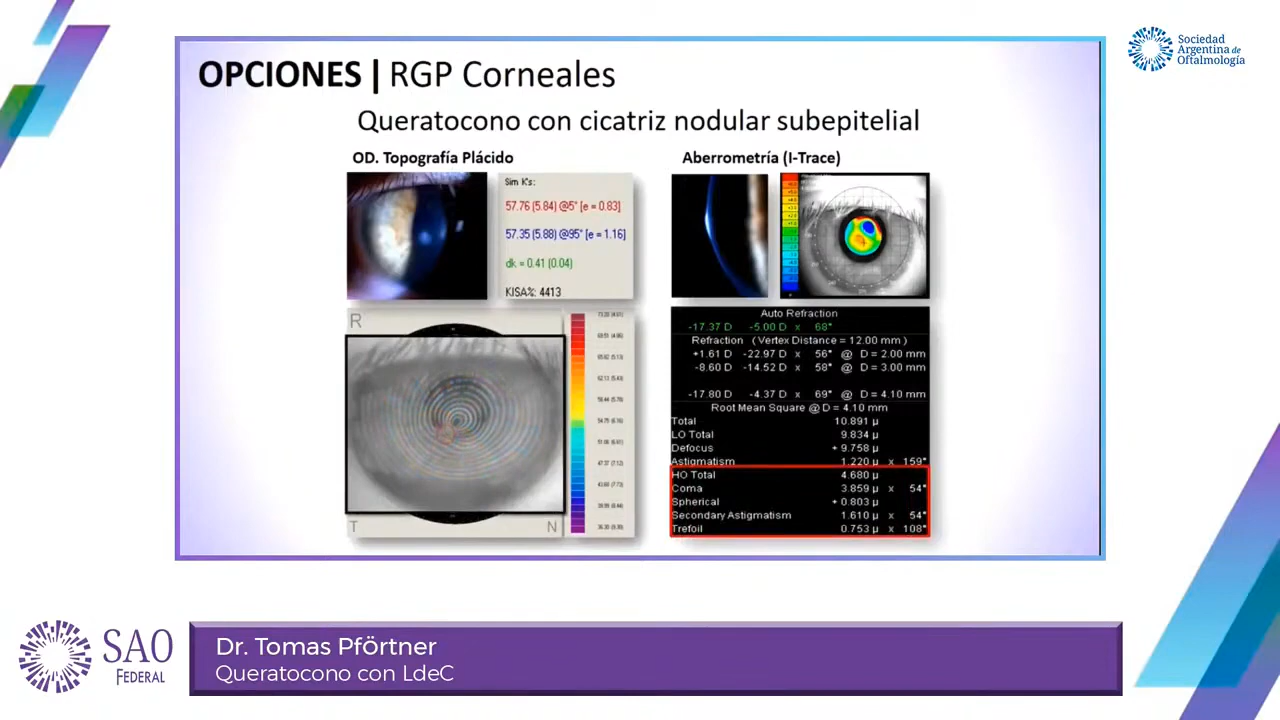 Sociedad
Argentina de
Oftalmología
OPCIONES | RGP Corneales
Queratocono con cicatriz nodular subepitelial
OD. Topografía Plácido
Sim K's:
57.76 (5.84) @5° [e = 0.83]
57.35 (5.88) @95° [e = 1.16]
dk = 0.41 (0.04)
KISA%: 4413
R
T
N
Aberrometría (I-Trace)
Auto Refraction
-17.37 D -5.00 D x 68°
Refraction (Vertex Distance = 12.00 mm)
+1.61 D -22.97 D x 56° @ D = 2.00 mm
-8.60 D -14.52 D x 58° @ D = 3.00 mm
-17.80 D -4.37 D x 69° @ D = 4.10 mm
Root Mean Square @ D = 4.10 mm
Total 10.891 µ
LO Total 9.834 µ
Defocus + 9.758 µ
Astigmatism 1.220 µ x 159°
HO Total 4.680 µ
Coma 3.859 µ x 54°
Spherical + 0.803 µ
Secondary Astigmatism 1.610 µ x 54°
Trefoil 0.753 µ x 108°
SAO
FEDERAL
Dr. Tomas Pförtner
Queratocono con LdeC